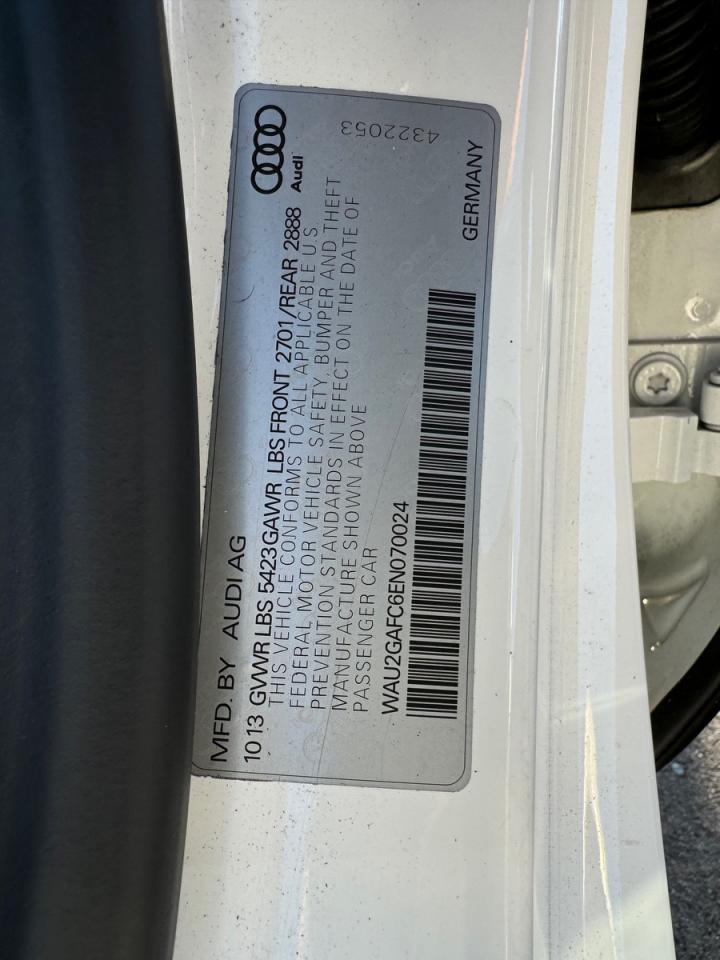 MFD. BY AUDI AG
10 13 GVWR LBS 5423 GAWR LBS FRONT 2701/REAR 2888
THIS VEHICLE CONFORMS TO ALL APPLICABLE U.S.
FEDERAL MOTOR VEHICLE SAFETY, BUMPER AND THEFT
PREVENTION STANDARDS IN EFFECT ON THE DATE OF
MANUFACTURE SHOWN ABOVE
PASSENGER CAR
WAU2GAFC6EN070024
Audi
GERMANY
4322053